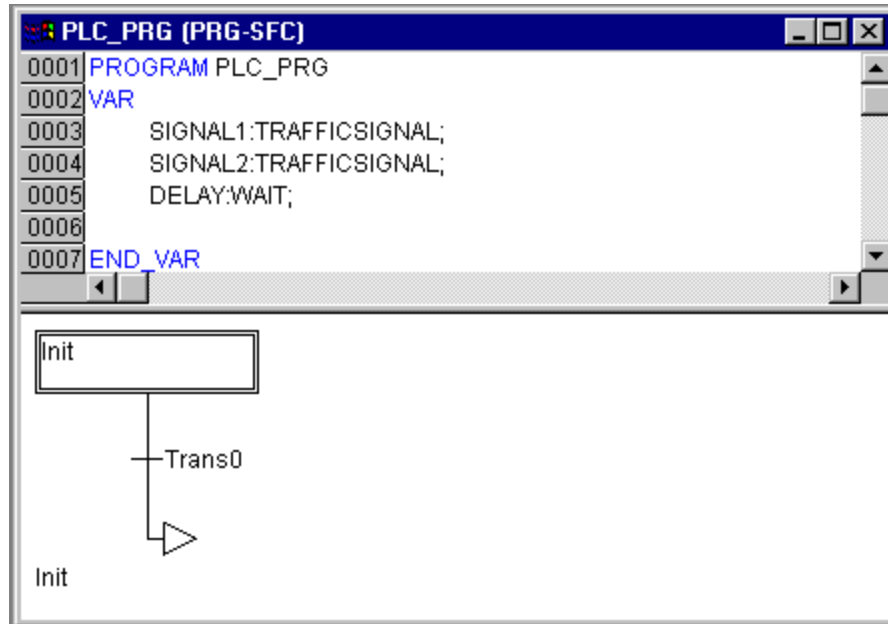 PLC_PRG (PRG-SFC)
0001 PROGRAM PLC_PRG
0002 VAR
0003 SIGNAL1:TRAFFICSIGNAL;
0004 SIGNAL2:TRAFFICSIGNAL;
0005 DELAY:WAIT;
0006
0007 END_VAR
Init
Trans0
Init